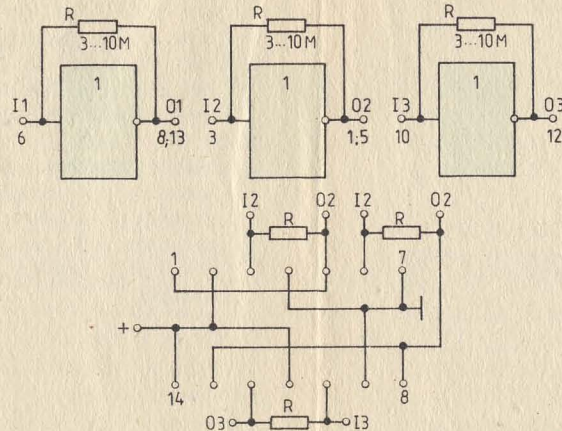 R R R
3...10M 3...10M 3...10M
1 1 1
I1 O1 I2 O2 I3 O3
6 8;13 3 1;5 10 12
I2 O2 I2 O2
R R
1 7
+
14 8
O3 R I3